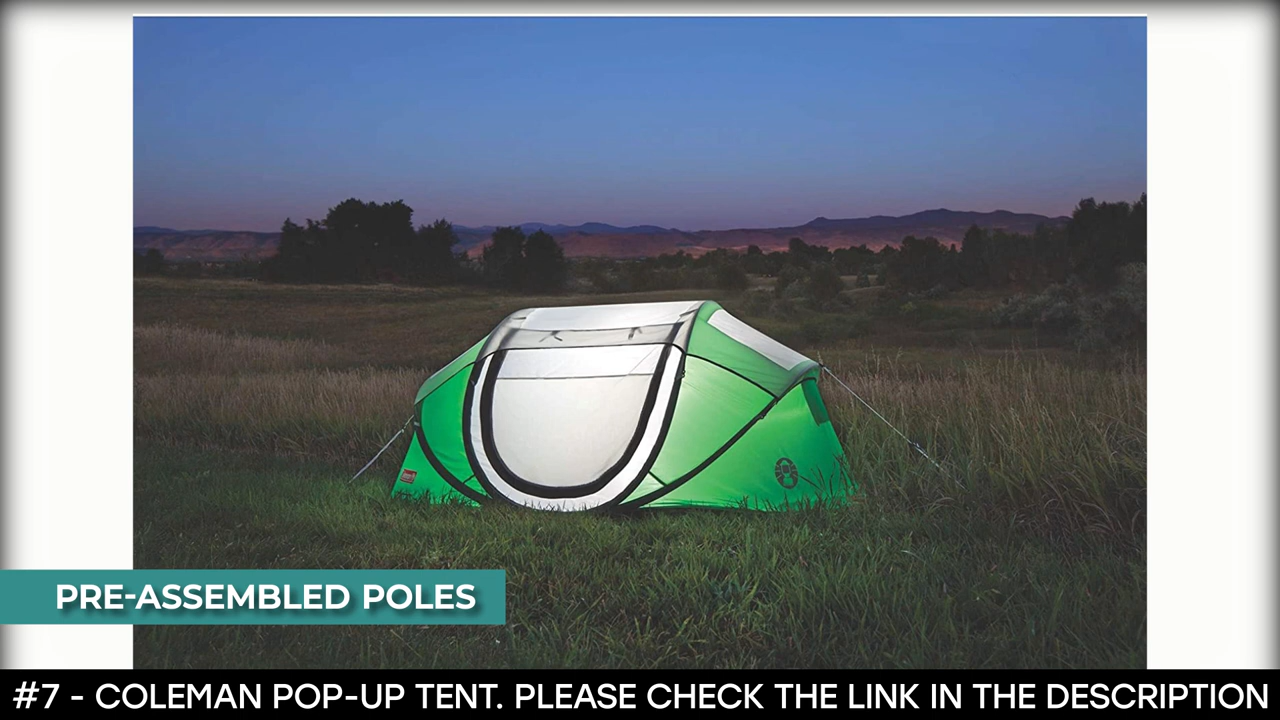 PRE-ASSEMBLED POLES
#7 - COLEMAN POP-UP TENT. PLEASE CHECK THE LINK IN THE DESCRIPTION